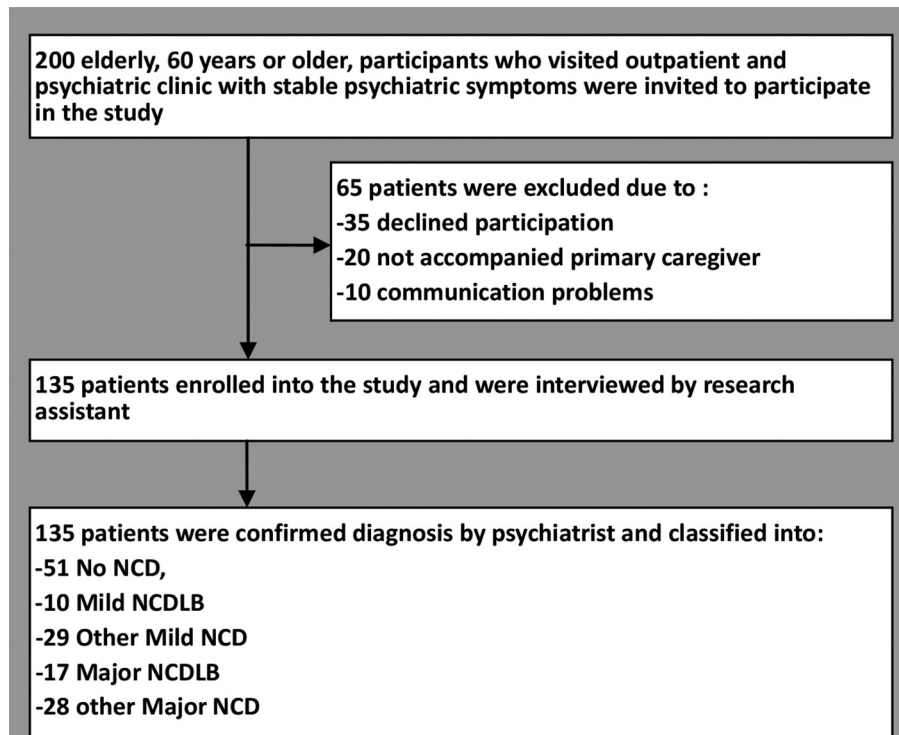 200 elderly, 60 years or older, participants who visited outpatient and
psychiatric clinic with stable psychiatric symptoms were invited to participate
in the study
65 patients were excluded due to :
-35 declined participation
-20 not accompanied primary caregiver
-10 communication problems
135 patients enrolled into the study and were interviewed by research
assistant
135 patients were confirmed diagnosis by psychiatrist and classified into:
-51 No NCD,
-10 Mild NCDLB
-29 Other Mild NCD
-17 Major NCDLB
-28 other Major NCD